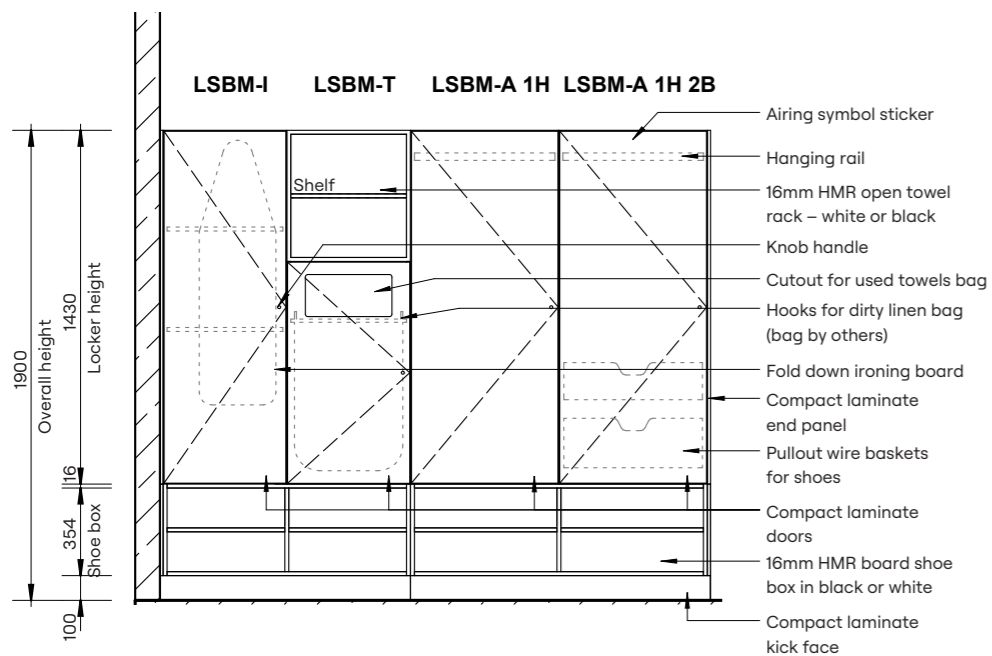 LSBM-I
LSBM-T
LSBM-A 1H
LSBM-A 1H 2B
Airing symbol sticker
Hanging rail
Shelf
16mm HMR open towel
rack – white or black
Knob handle
Cutout for used towels bag
Hooks for dirty linen bag
(bag by others)
Fold down ironing board
Compact laminate
end panel
Pullout wire baskets
for shoes
Compact laminate
doors
16mm HMR board shoe
box in black or white
Compact laminate
kick face
1900
Overall height
1430
Locker height
16
354
Shoe box
100